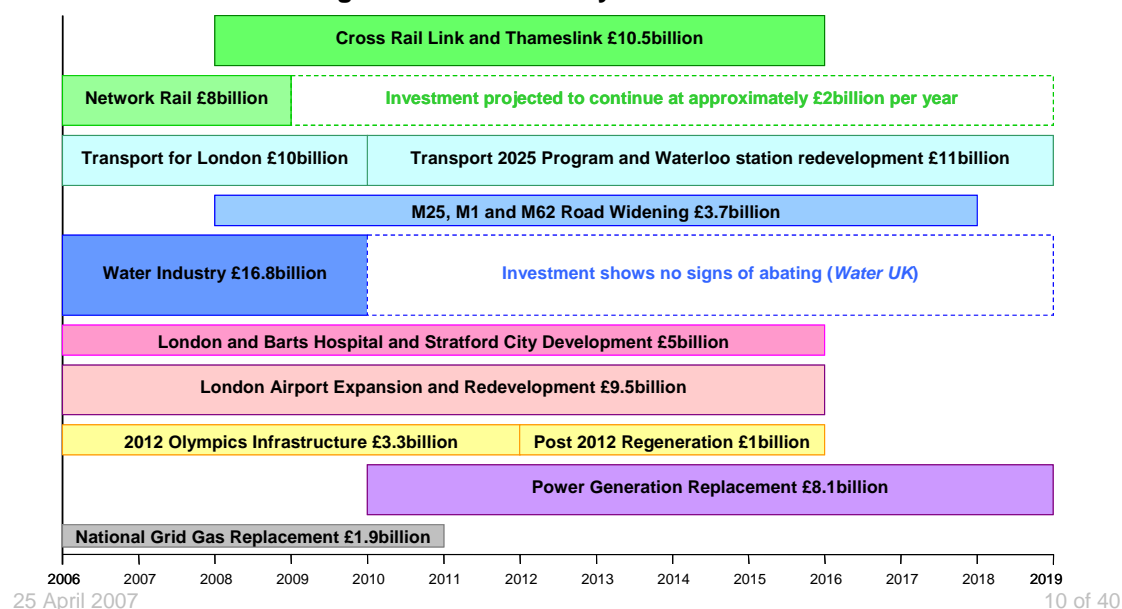 Cross Rail Link and Thameslink £10.5billion
Network Rail £8billion
Investment projected to continue at approximately £2billion per year
Transport for London £10billion
Transport 2025 Program and Waterloo station redevelopment £11billion
M25, M1 and M62 Road Widening £3.7billion
Water Industry £16.8billion
Investment shows no signs of abating (Water UK)
London and Barts Hospital and Stratford City Development £5billion
London Airport Expansion and Redevelopment £9.5billion
2012 Olympics Infrastructure £3.3billion
Post 2012 Regeneration £1billion
Power Generation Replacement £8.1billion
National Grid Gas Replacement £1.9billion
2006 2007 2008 2009 2010 2011 2012 2013 2014 2015 2016 2017 2018 2019
25 April 2007
10 of 40